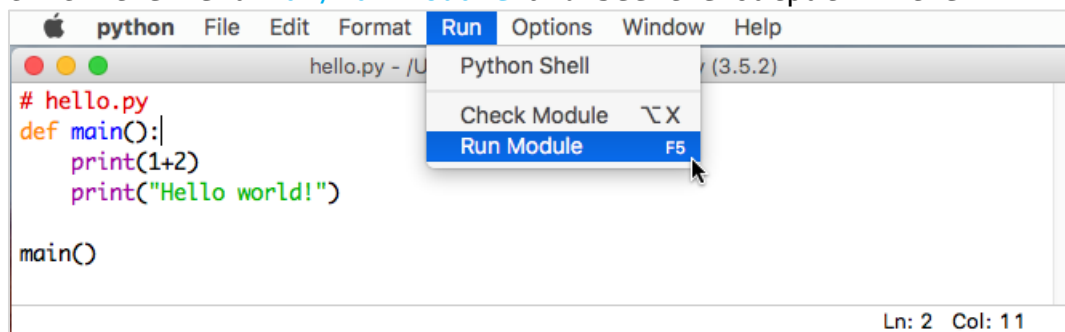 python File Edit Format Run Options Window Help
hello.py - /U
(3.5.2)
Python Shell
Check Module ⌥X
Run Module F5
# hello.py
def main():
    print(1+2)
    print("Hello world!")
main()
Ln: 2 Col: 11